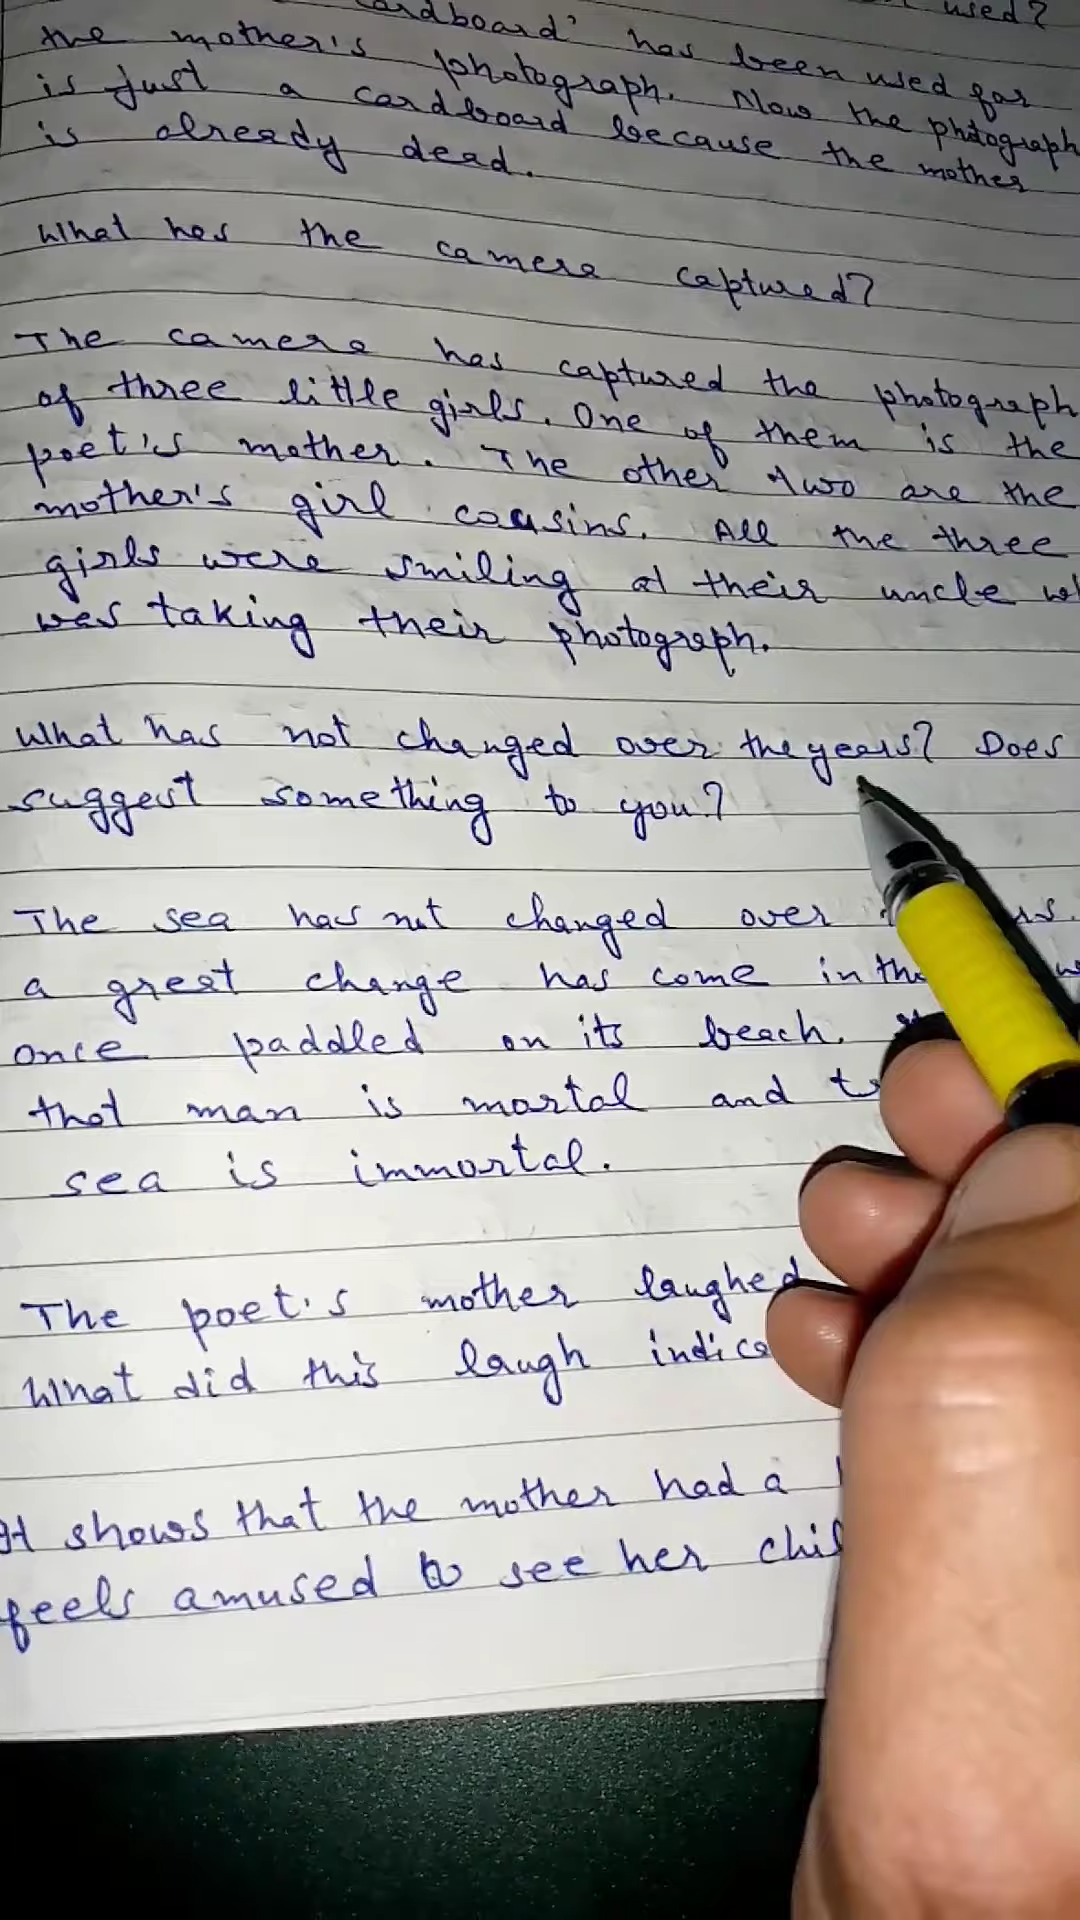 used?
cardboard' has been used for
the mother's photograph. Now the photograph
is just a cardboard because the mother
is already dead.
What has the camera captured?
The camera has captured the photograph
of three little girls. One of them is the
poet's mother. The other two are the
mother's girl cousins. All the three
girls were smiling at their uncle
was taking their photograph.
What has not changed over the years? Does
suggest something to you?
The sea has not changed over
a great change has come in
once paddled on its beach.
that man is mortal and
sea is immortal.
The poet's mother laughed
What did this laugh
It shows that the mother had a
feels amused to see her